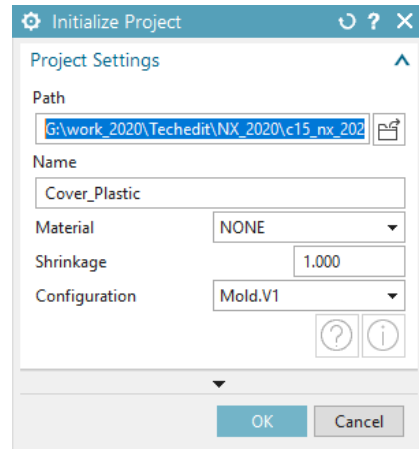 Initialize Project ?
Project Settings
Path
G:\work_2020\Techedit\NX_2020\c15_nx_202
Name
Cover_Plastic
Material NONE
Shrinkage 1.000
Configuration Mold.V1
? i
OK Cancel